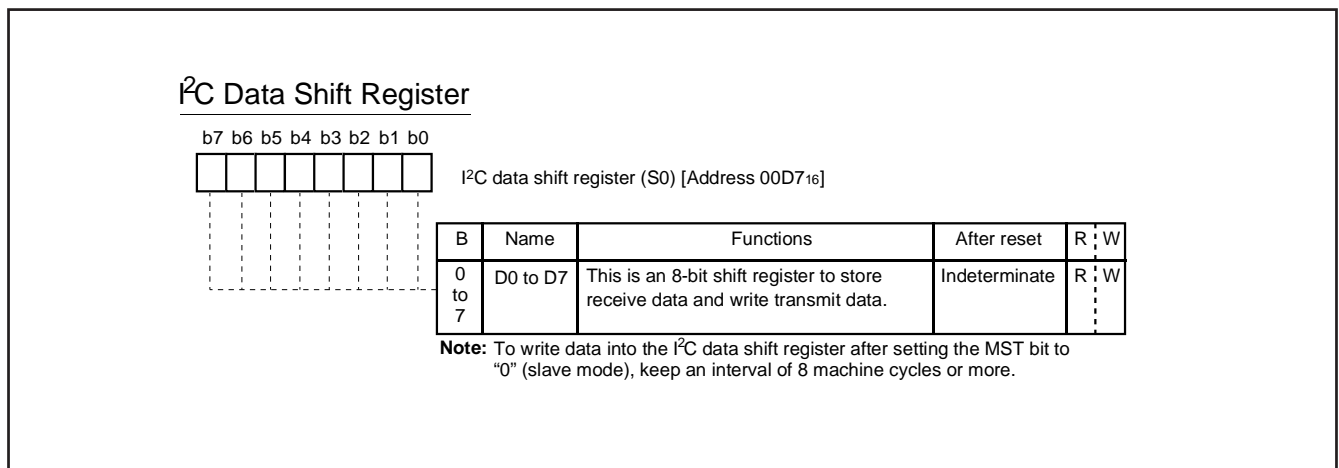 I²C Data Shift Register
b7 b6 b5 b4 b3 b2 b1 b0
I²C data shift register (S0) [Address 00D7₁₆]
B Name Functions After reset R W
0 to 7 D0 to D7 This is an 8-bit shift register to store Indeterminate R W
receive data and write transmit data.
Note: To write data into the I²C data shift register after setting the MST bit to
“0” (slave mode), keep an interval of 8 machine cycles or more.